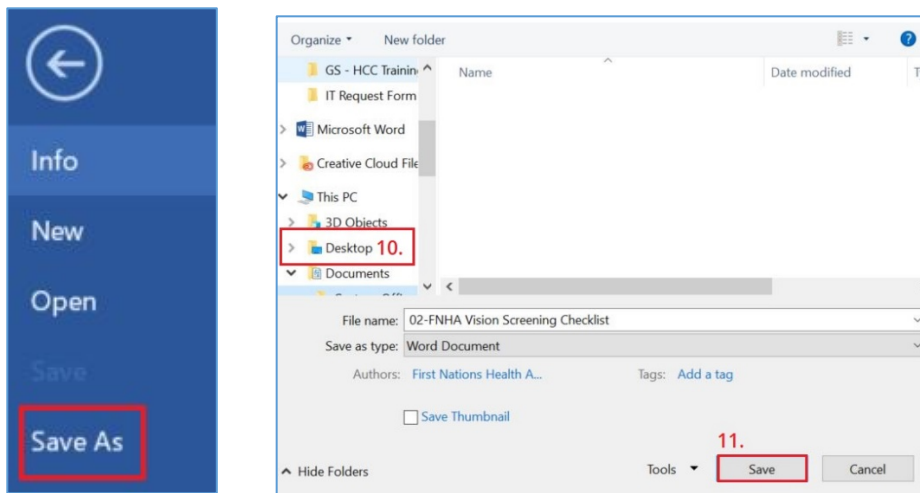 Info
New
Open
Save
Save As
Organize New folder
GS - HCC Trainin
Name Date modified T
IT Request Form
Microsoft Word
Creative Cloud File
This PC
3D Objects
Desktop 10.
Documents
File name: 02-FNHA Vision Screening Checklist
Save as type: Word Document
Authors: First Nations Health A... Tags: Add a tag
Save Thumbnail
11.
Hide Folders Tools Save Cancel